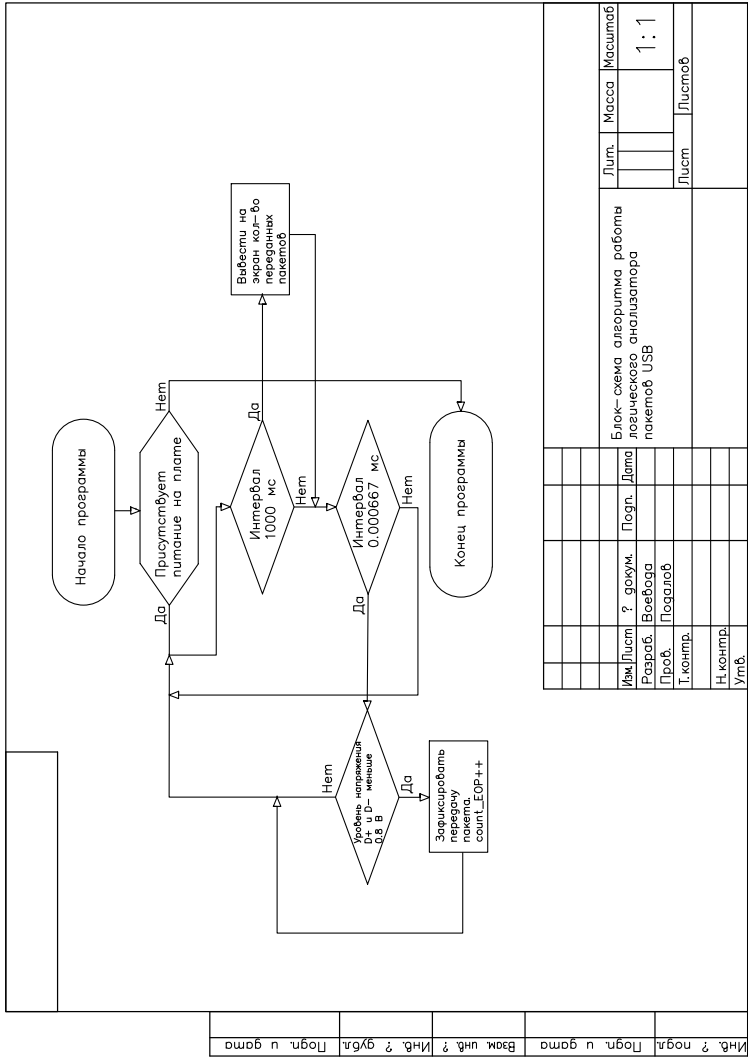 Начало программы
Присутствует
питание на плате
Да
Нет
Интервал
1000 мс
Да
Нет
Вывести на
экран кол-во
переданных
пакетов
Интервал
0.000667 мс
Да
Нет
Уровень напряжения
D+ и D- меньше
0.8 В
Нет
Да
Зафиксировать
передачу
пакета.
count_EOP++
Конец программы
Блок-схема алгоритма работы
логического анализатора
пакетов USB
Лит. Масса Масштаб
1:1
Лист Листов
Изм. Лист ? докум. Подп. Дата
Разраб. Воевода
Пров. Подалов
Т.контр.
Н.контр.
Утв.
Инв. ? подл.
Подп. и дата
Взам. инв. ?
Инв. ? дубл.
Подп. и дата